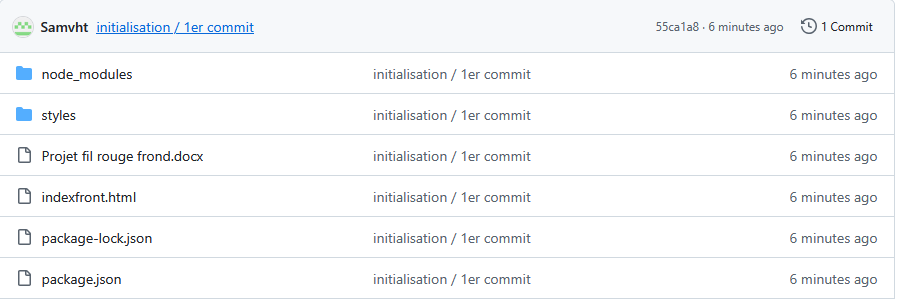 Samvht initialisation / 1er commit 55ca1a8 · 6 minutes ago 1 Commit
node_modules initialisation / 1er commit 6 minutes ago
styles initialisation / 1er commit 6 minutes ago
Projet fil rouge frond.docx initialisation / 1er commit 6 minutes ago
indexfront.html initialisation / 1er commit 6 minutes ago
package-lock.json initialisation / 1er commit 6 minutes ago
package.json initialisation / 1er commit 6 minutes ago